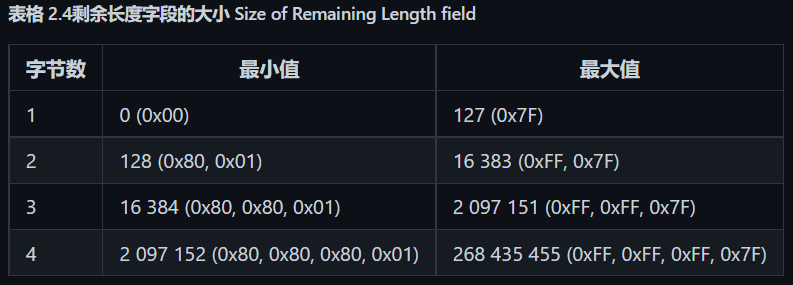 表格 2.4剩余长度字段的大小 Size of Remaining Length field
字节数 最小值 最大值
1 0 (0x00) 127 (0x7F)
2 128 (0x80, 0x01) 16 383 (0xFF, 0x7F)
3 16 384 (0x80, 0x80, 0x01) 2 097 151 (0xFF, 0xFF, 0x7F)
4 2 097 152 (0x80, 0x80, 0x80, 0x01) 268 435 455 (0xFF, 0xFF, 0xFF, 0x7F)